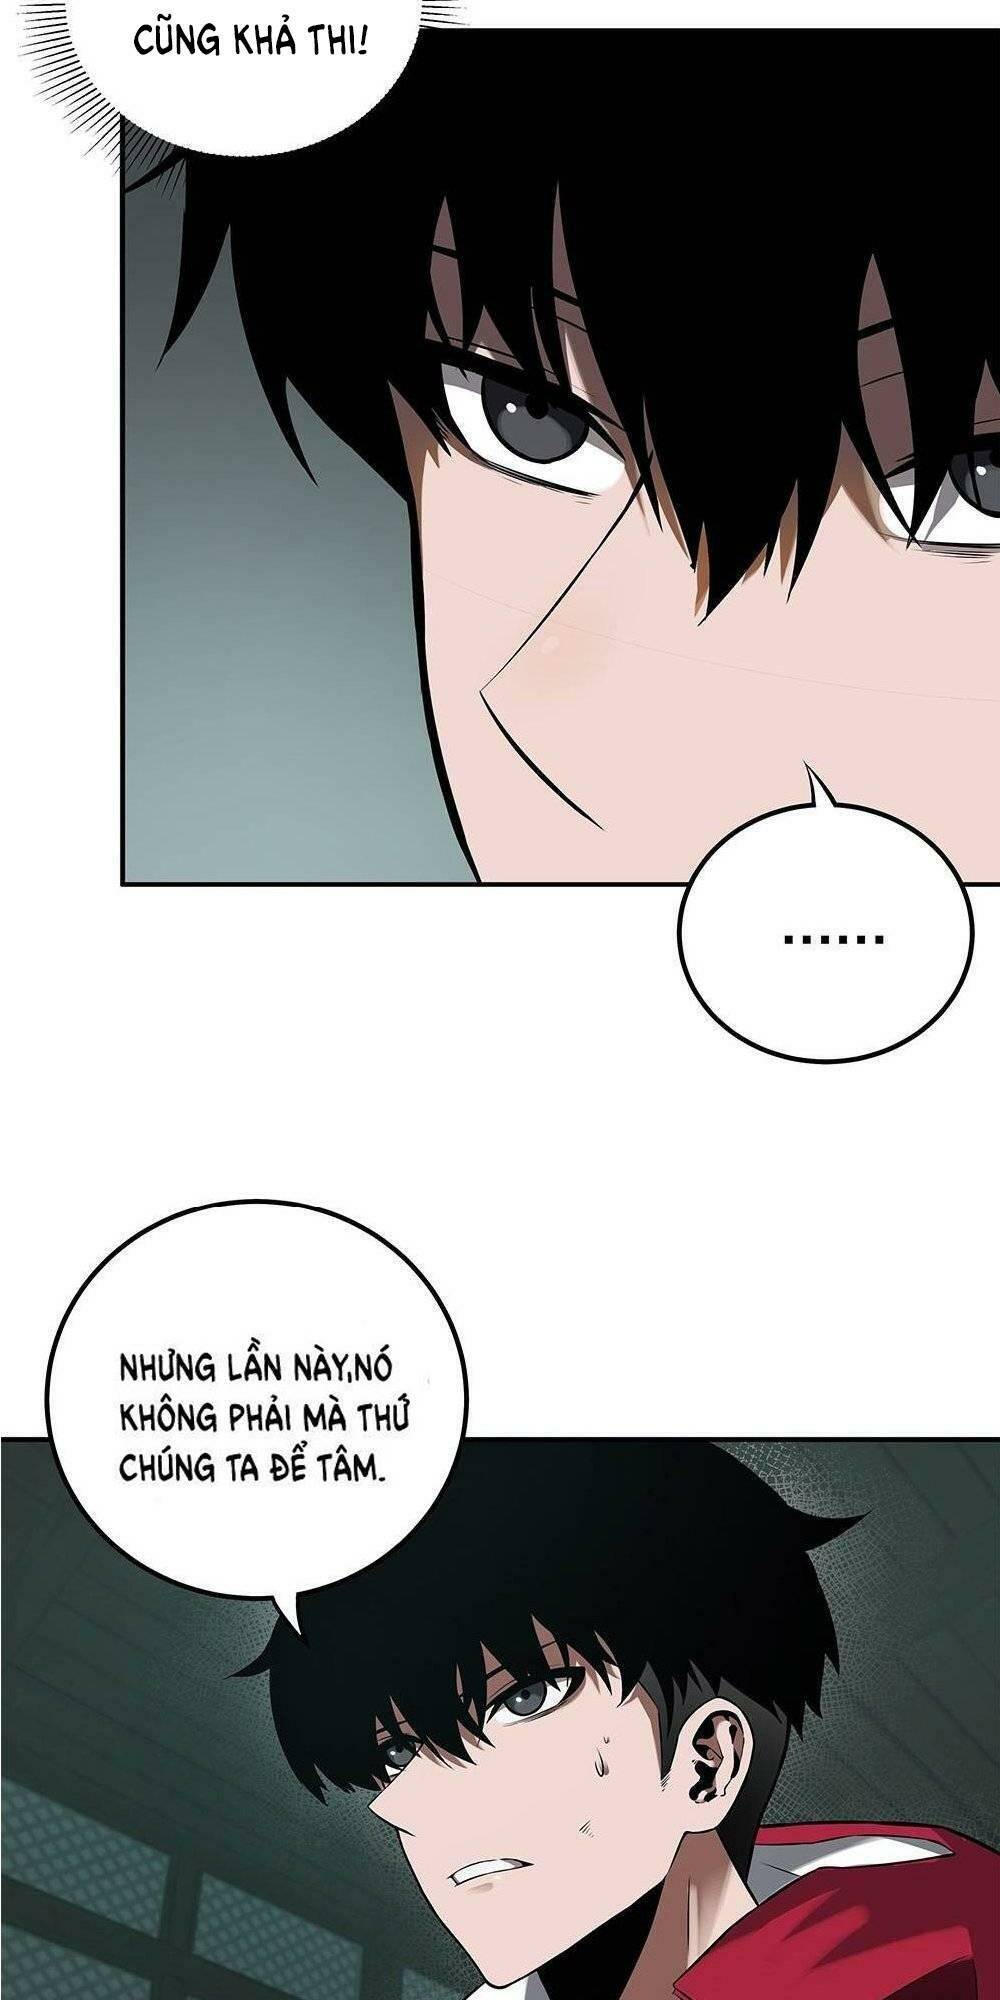 CŨNG KHẢ THI!
......
NHƯNG LẦN NÀY,NÓ
KHÔNG PHẢI MÀ THỨ
CHÚNG TA ĐỂ TÂM.